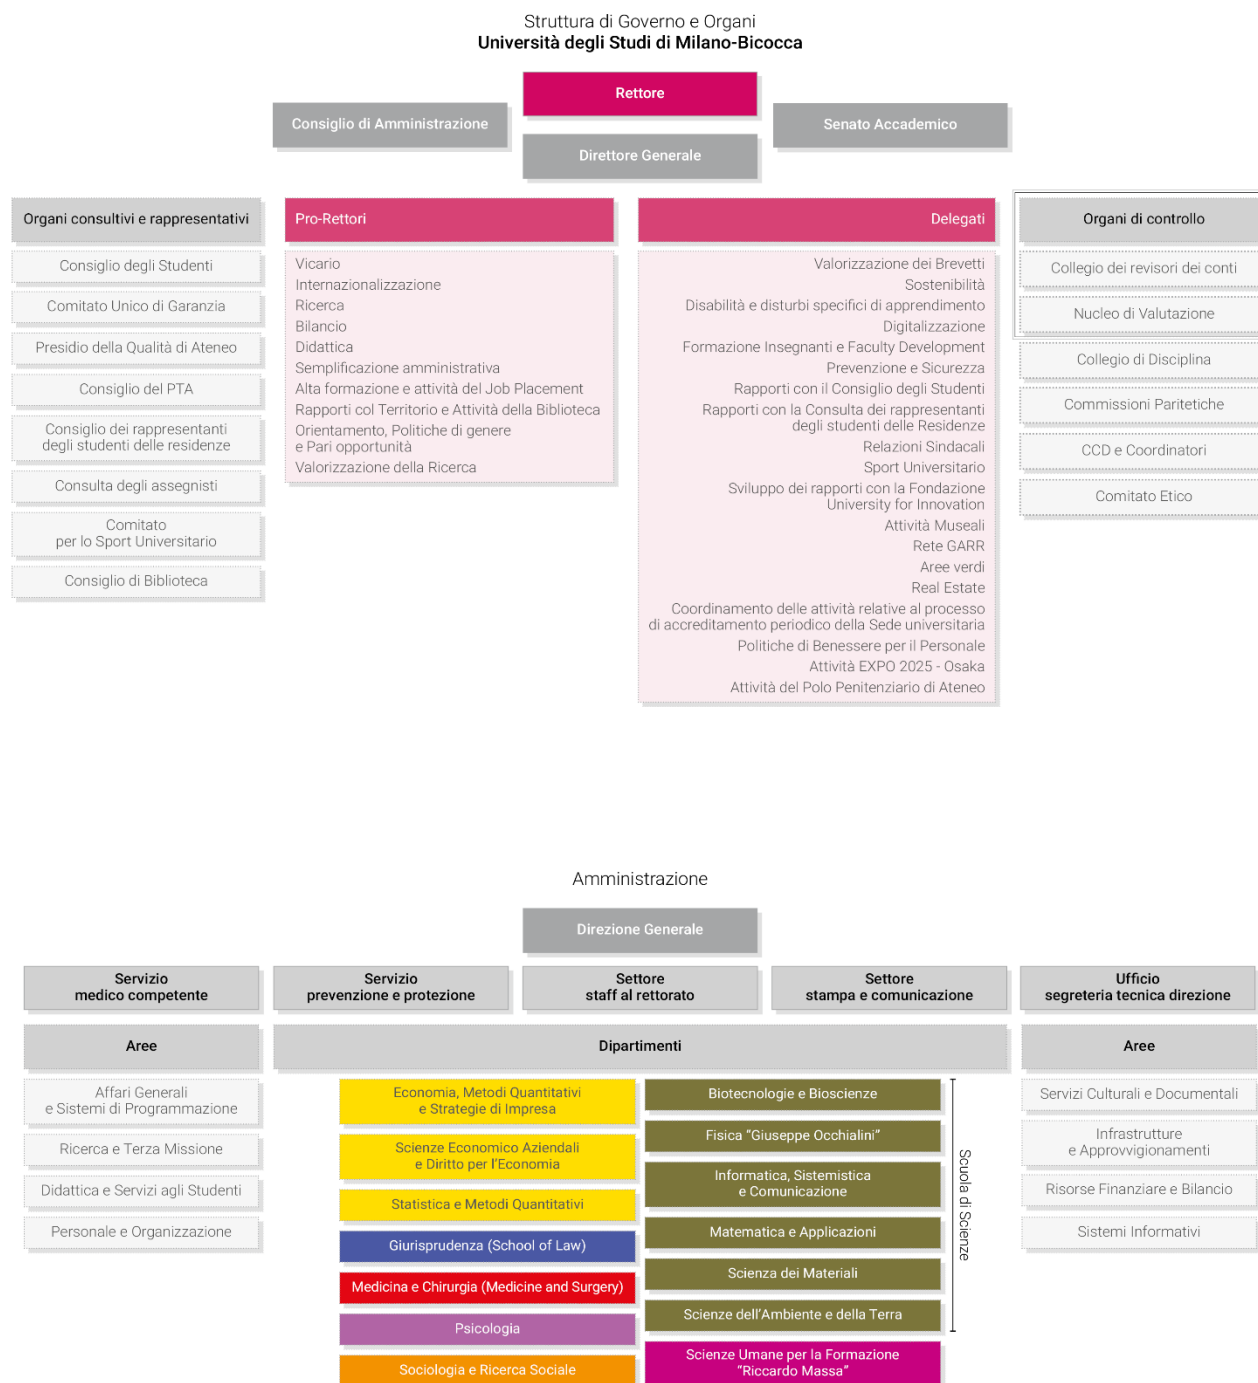 Struttura di Governo e Organi
Università degli Studi di Milano-Bicocca
Rettore
Consiglio di Amministrazione
Senato Accademico
Direttore Generale
Organi consultivi e rappresentativi
Consiglio degli Studenti
Comitato Unico di Garanzia
Presidio della Qualità di Ateneo
Consiglio del PTA
Consiglio dei rappresentanti
degli studenti delle residenze
Consulta degli assegnisti
Comitato
per lo Sport Universitario
Consiglio di Biblioteca
Pro-Rettori
Vicario
Internazionalizzazione
Ricerca
Bilancio
Didattica
Semplificazione amministrativa
Alta formazione e attività del Job Placement
Rapporti col Territorio e Attività della Biblioteca
Orientamento, Politiche di genere
e Pari opportunità
Valorizzazione della Ricerca
Delegati
Valorizzazione dei Brevetti
Sostenibilità
Disabilità e disturbi specifici di apprendimento
Digitalizzazione
Formazione Insegnanti e Faculty Development
Prevenzione e Sicurezza
Rapporti con il Consiglio degli Studenti
Rapporti con la Consulta dei rappresentanti
degli studenti delle Residenze
Relazioni Sindacali
Sport Universitario
Sviluppo dei rapporti con la Fondazione
University for Innovation
Attività Museali
Rete GARR
Aree verdi
Real Estate
Coordinamento delle attività relative al processo
di accreditamento periodico della Sede universitaria
Politiche di Benessere per il Personale
Attività EXPO 2025 - Osaka
Attività del Polo Penitenziario di Ateneo
Organi di controllo
Collegio dei revisori dei conti
Nucleo di Valutazione
Collegio di Disciplina
Commissioni Paritetiche
CCD e Coordinatori
Comitato Etico
Amministrazione
Direzione Generale
Servizio
medico competente
Servizio
prevenzione e protezione
Settore
staff al rettorato
Settore
stampa e comunicazione
Ufficio
segreteria tecnica direzione
Aree
Affari Generali
e Sistemi di Programmazione
Ricerca e Terza Missione
Didattica e Servizi agli Studenti
Personale e Organizzazione
Dipartimenti
Economia, Metodi Quantitativi
e Strategie di Impresa
Scienze Economico Aziendali
e Diritto per l'Economia
Statistica e Metodi Quantitativi
Giurisprudenza (School of Law)
Medicina e Chirurgia (Medicine and Surgery)
Psicologia
Sociologia e Ricerca Sociale
Biotecnologie e Bioscienze
Fisica “Giuseppe Occhialini”
Informatica, Sistemistica
e Comunicazione
Matematica e Applicazioni
Scienza dei Materiali
Scienze dell'Ambiente e della Terra
Scienze Umane per la Formazione
“Riccardo Massa”
Scuola di Scienze
Aree
Servizi Culturali e Documentali
Infrastrutture
e Approvvigionamenti
Risorse Finanziare e Bilancio
Sistemi Informativi